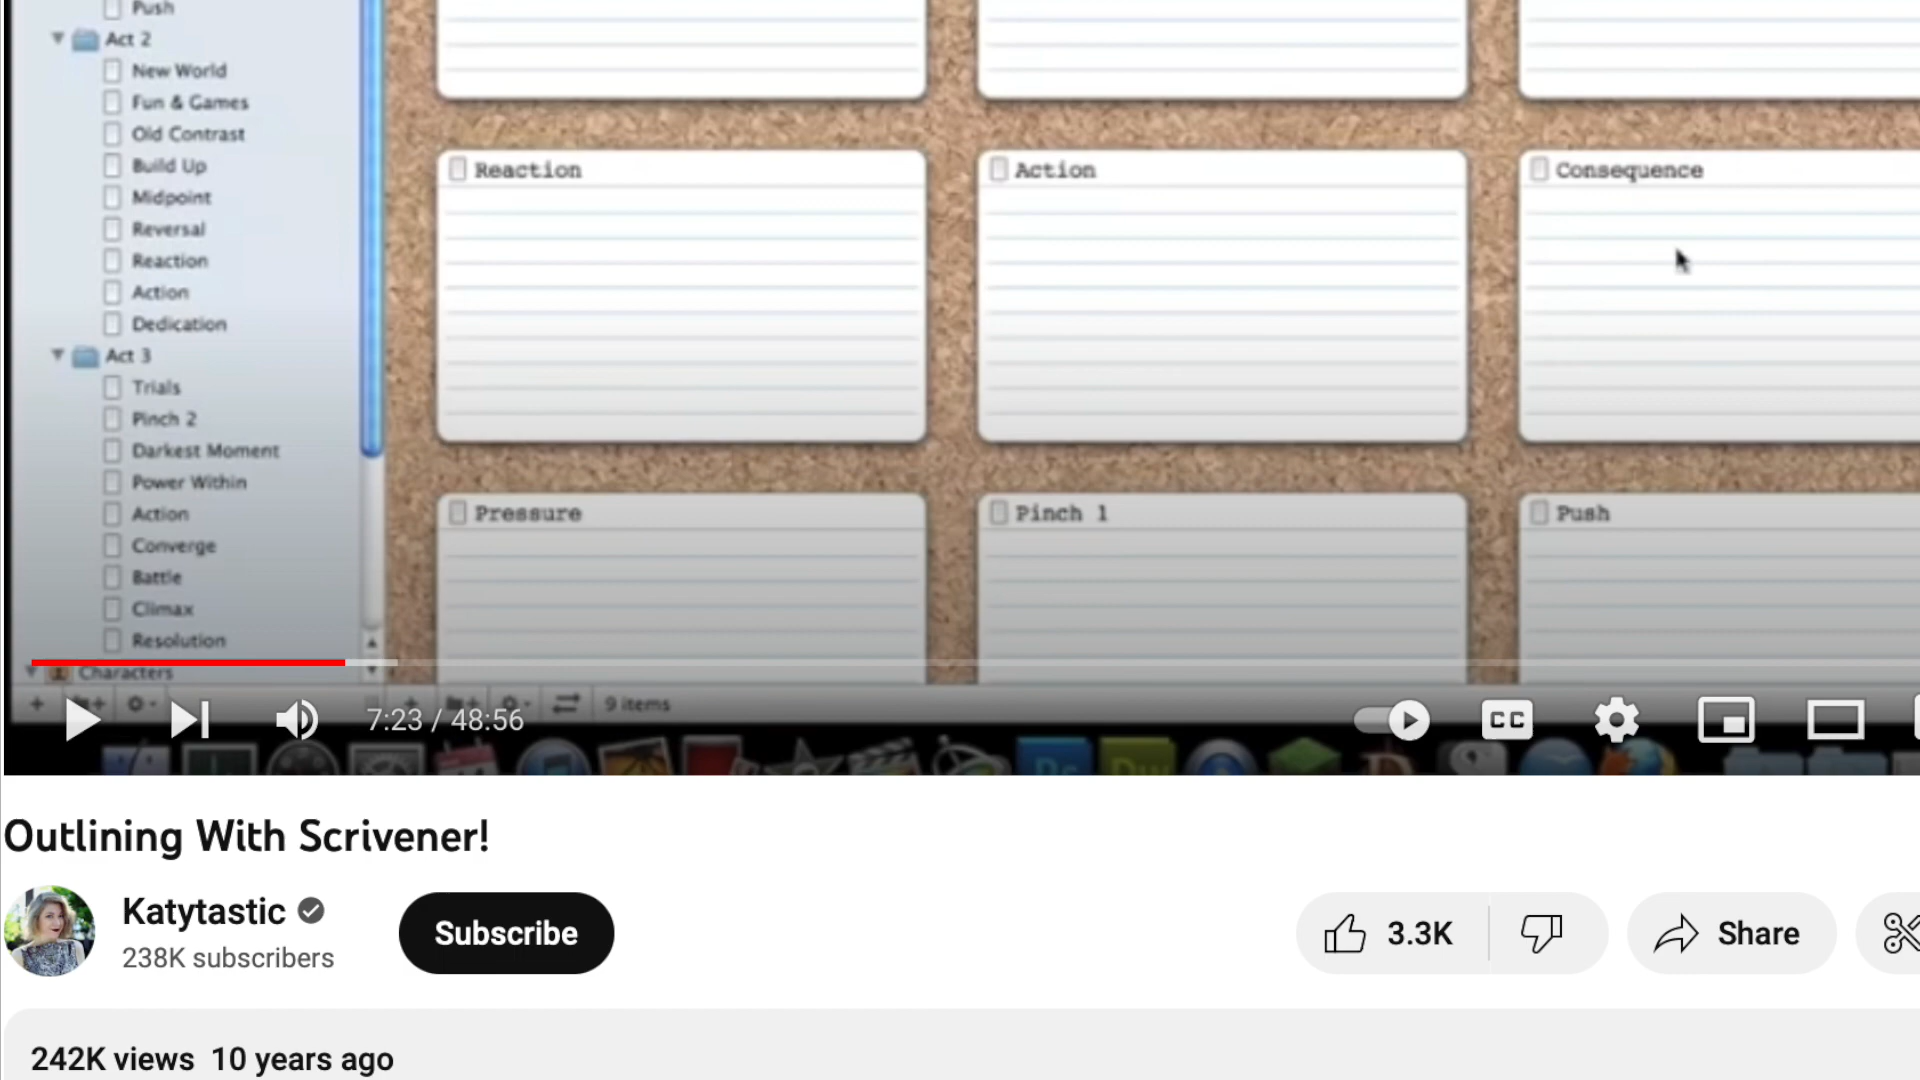 Push
Act 2
New World
Fun & Games
Old Contrast
Build Up
Midpoint
Reversal
Reaction
Action
Dedication
Act 3
Trials
Pinch 2
Darkest Moment
Power Within
Action
Converge
Battle
Climax
Resolution
Characters
Reaction
Action
Consequence
Pressure
Pinch 1
Push
9 items
7:23 / 48:56
CC
Ps
Dw
Outlining With Scrivener!
Katytastic
238K subscribers
Subscribe
3.3K
Share
242K views 10 years ago